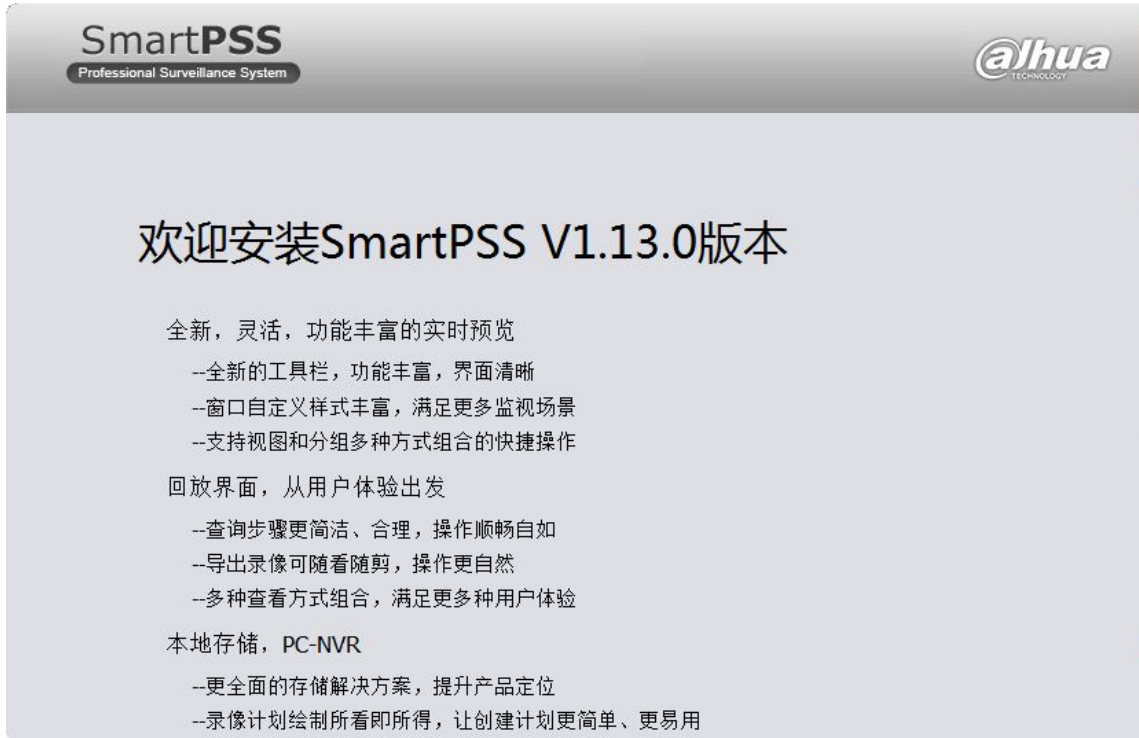 SmartPSS
Professional Surveillance System
alhua
TECHNOLOGY
欢迎安装SmartPSS V1.13.0版本
全新，灵活，功能丰富的实时预览
--全新的工具栏，功能丰富，界面清晰
--窗口自定义样式丰富，满足更多监视场景
--支持视图和分组多种方式组合的快捷操作
回放界面，从用户体验出发
--查询步骤更简洁、合理，操作顺畅自如
--导出录像可随看随剪，操作更自然
--多种查看方式组合，满足更多种用户体验
本地存储，PC-NVR
--更全面的存储解决方案，提升产品定位
--录像计划绘制所看即所得，让创建计划更简单、更易用